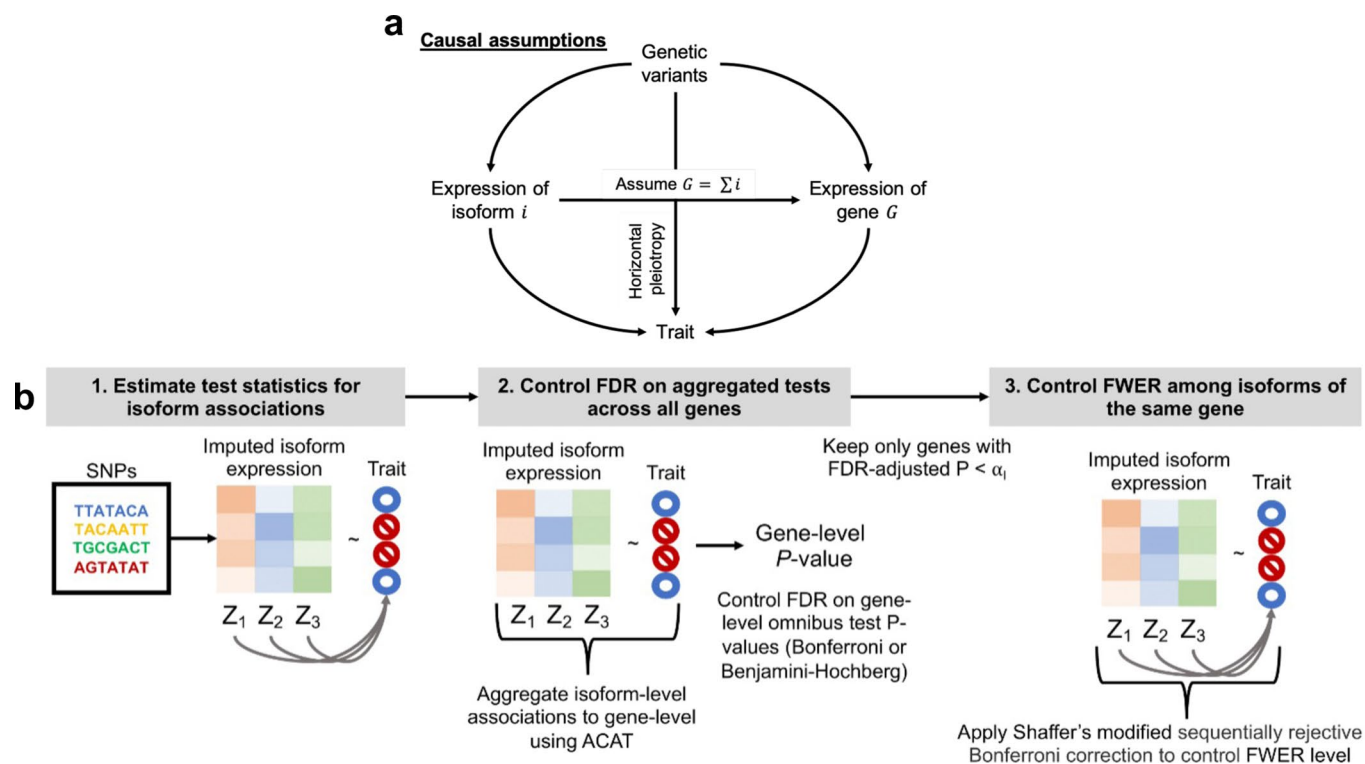 a
Causal assumptions
Genetic
variants
Assume G = ∑ i
Expression of
isoform i
Expression of
gene G
Horizontal
pleiotropy
Trait
b
1. Estimate test statistics for
isoform associations
2. Control FDR on aggregated tests
across all genes
3. Control FWER among isoforms of
the same gene
SNPs
TTATACA
TACAATT
TGCGACT
AGTATAT
Imputed isoform
expression
Trait
~
Z₁ Z₂ Z₃
Imputed isoform
expression
Trait
~
Z₁ Z₂ Z₃
Aggregate isoform-level
associations to gene-level
using ACAT
Gene-level
P-value
Control FDR on gene-
level omnibus test P-
values (Bonferroni or
Benjamini-Hochberg)
Keep only genes with
FDR-adjusted P < αₗ
Imputed isoform
expression
Trait
~
Z₁ Z₂ Z₃
Apply Shaffer's modified sequentially rejective
Bonferroni correction to control FWER level